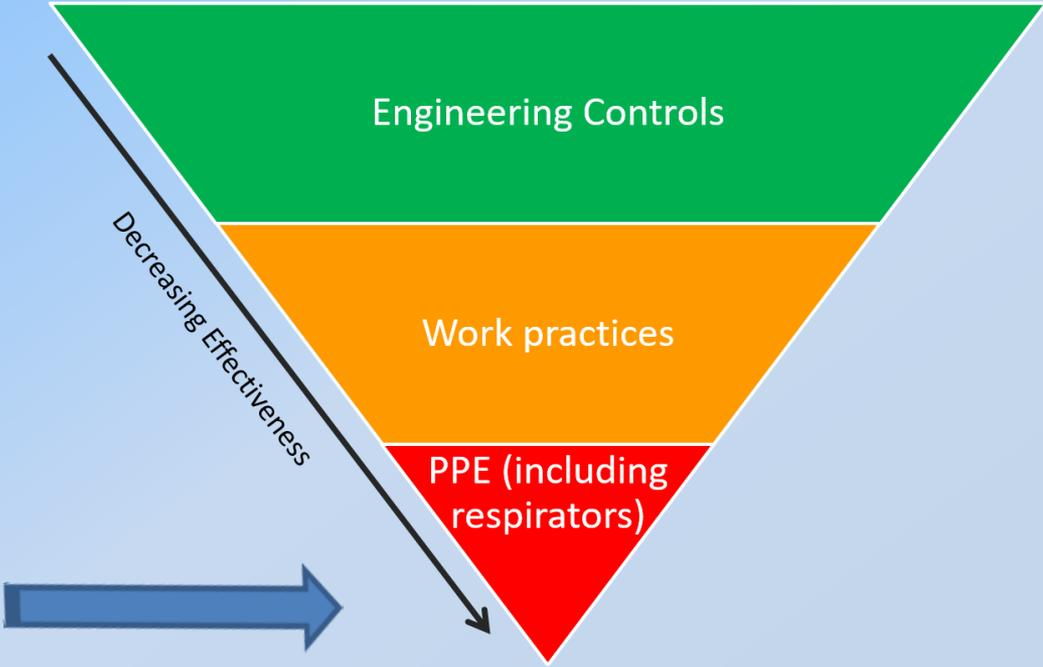 Engineering Controls
Decreasing Effectiveness
Work practices
PPE (including
respirators)